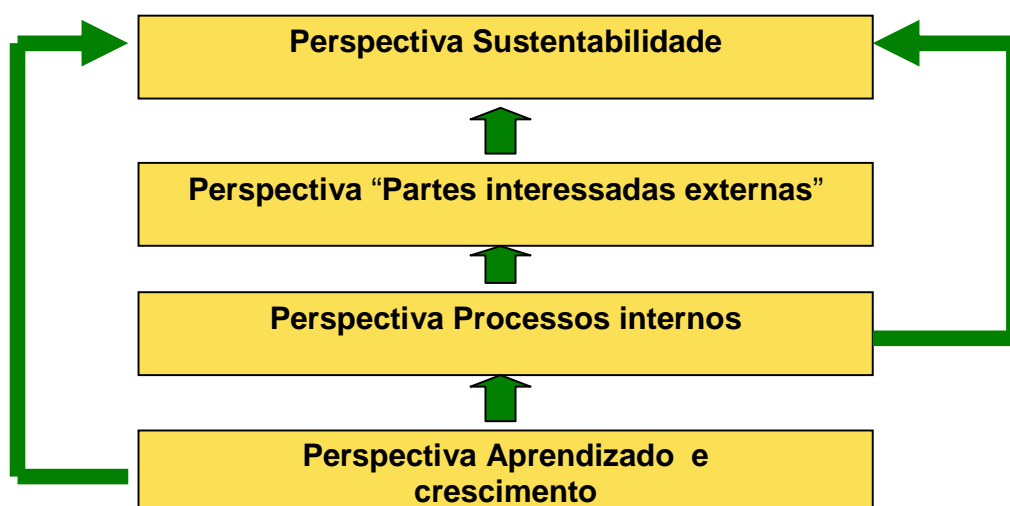 Perspectiva Sustentabilidade
Perspectiva “Partes interessadas externas”
Perspectiva Processos internos
Perspectiva Aprendizado e
crescimento